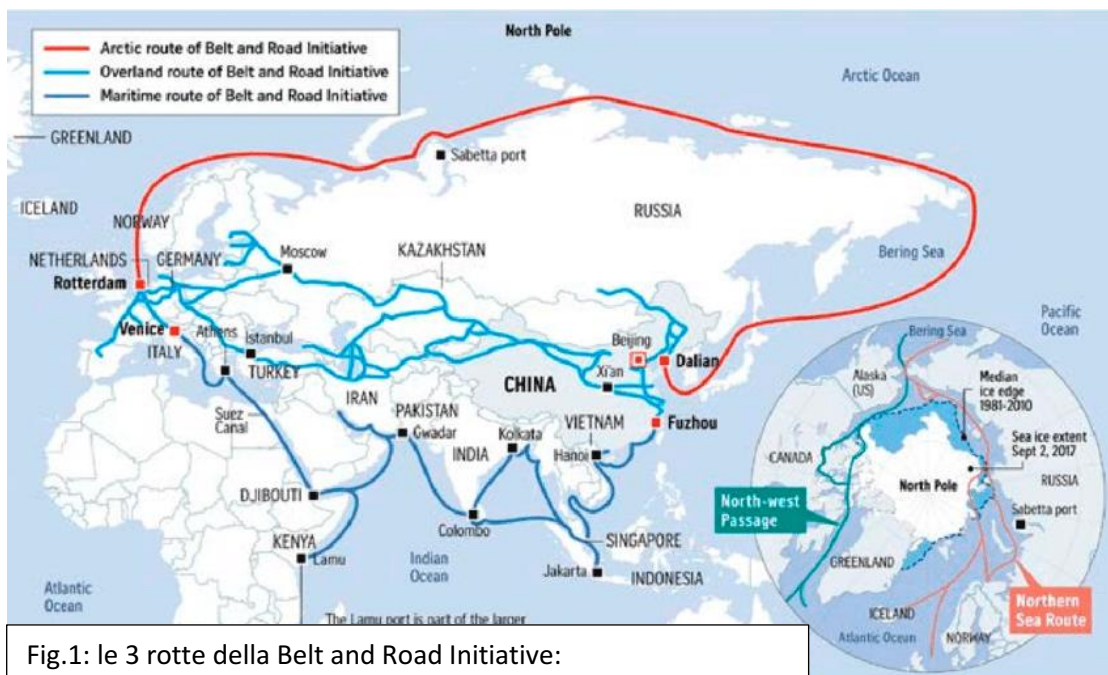 North Pole
Arctic route of Belt and Road Initiative
Overland route of Belt and Road Initiative
Maritime route of Belt and Road Initiative
Arctic Ocean
GREENLAND
Sabetta port
ICELAND
NORWAY
RUSSIA
Moscow
KAZAKHSTAN
Bering Sea
NETHERLANDS
GERMANY
Rotterdam
Pacific
Ocean
Venice
Athens
Istanbul
Beijing
Dalian
ITALY
TURKEY
Xi'an
CHINA
IRAN
Suez
Canal
PAKISTAN
Gwadar
Kolkata
VIETNAM
Fuzhou
INDIA
Hanoi
DJIBOUTI
Colombo
SINGAPORE
KENYA
Lamu
Indian
Ocean
Jakarta
INDONESIA
Atlantic
Ocean
The Lamu port is part of the larger
Bering Sea
Alaska
(US)
Median
ice edge
1981-2010
Sea ice extent
Sept 2, 2017
CANADA
North Pole
RUSSIA
North-west
Passage
Sabetta port
GREENLAND
ICELAND
Northern
Sea Route
Atlantic Ocean
NORWAY
Fig.1: le 3 rotte della Belt and Road Initiative: